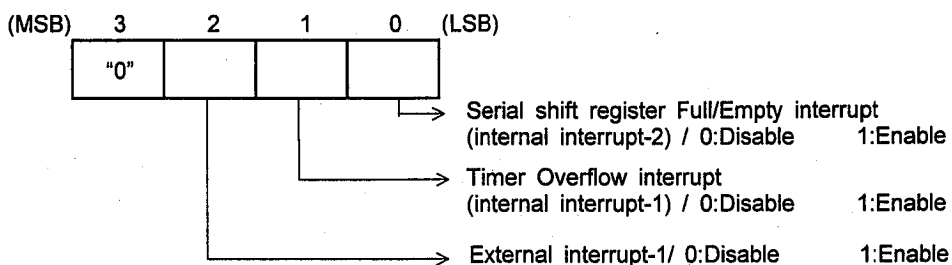 (MSB) 3 2 1 0 (LSB)
“0”
Serial shift register Full/Empty interrupt
(internal interrupt-2) / 0:Disable 1:Enable
Timer Overflow interrupt
(internal interrupt-1) / 0:Disable 1:Enable
External interrupt-1/ 0:Disable 1:Enable